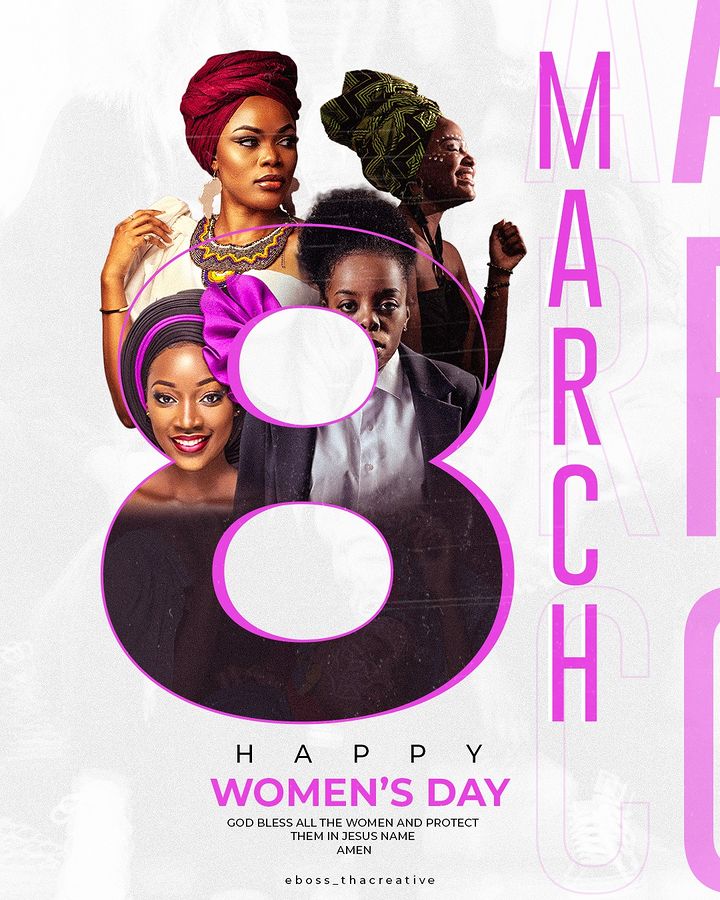 8
MARCH
HAPPY
WOMEN'S DAY
GOD BLESS ALL THE WOMEN AND PROTECT
THEM IN JESUS NAME
AMEN
eboss_thacreative